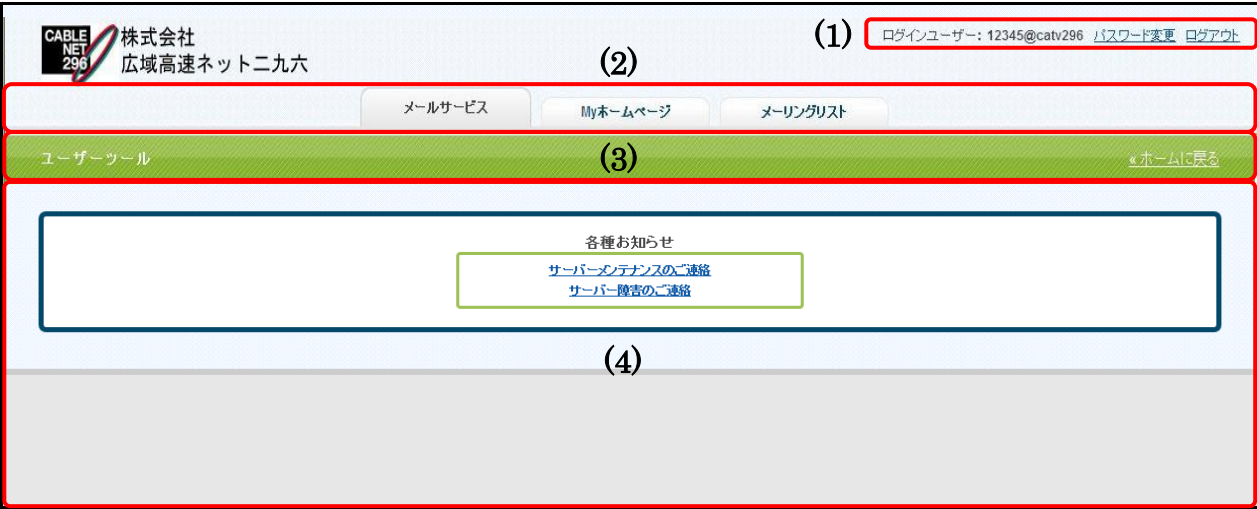 CABLE
NET
296
株式会社
広域高速ネット二九六
(1)
ログインユーザー: 12345@catv296 パスワード変更 ログアウト
(2)
メールサービス Myホームページ メーリングリスト
ユーザーツール (3) «ホームに戻る
各種お知らせ
サーバーメンテナンスのご連絡
サーバー障害のご連絡
(4)